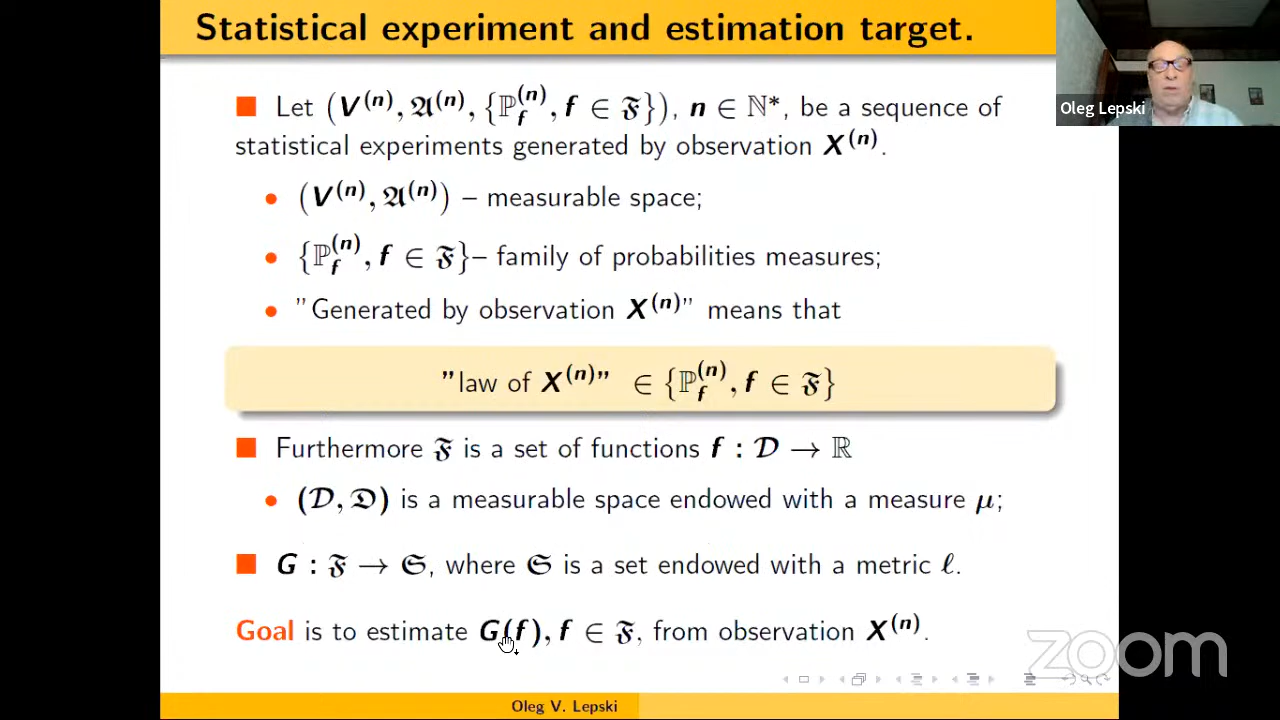 Statistical experiment and estimation target.
Oleg Lepski
■ Let (V⁽ⁿ⁾, 𝔄⁽ⁿ⁾, {ℙ_f⁽ⁿ⁾, f ∈ 𝔉}), n ∈ ℕ*, be a sequence of
statistical experiments generated by observation X⁽ⁿ⁾.
• (V⁽ⁿ⁾, 𝔄⁽ⁿ⁾) – measurable space;
• {ℙ_f⁽ⁿ⁾, f ∈ 𝔉}– family of probabilities measures;
• ”Generated by observation X⁽ⁿ⁾” means that
”law of X⁽ⁿ⁾” ∈ {ℙ_f⁽ⁿ⁾, f ∈ 𝔉}
■ Furthermore 𝔉 is a set of functions f : 𝒟 → ℝ
• (𝒟, 𝔇) is a measurable space endowed with a measure μ;
■ G : 𝔉 → 𝔖, where 𝔖 is a set endowed with a metric ℓ.
Goal is to estimate G(f), f ∈ 𝔉, from observation X⁽ⁿ⁾.
zoom
Oleg V. Lepski